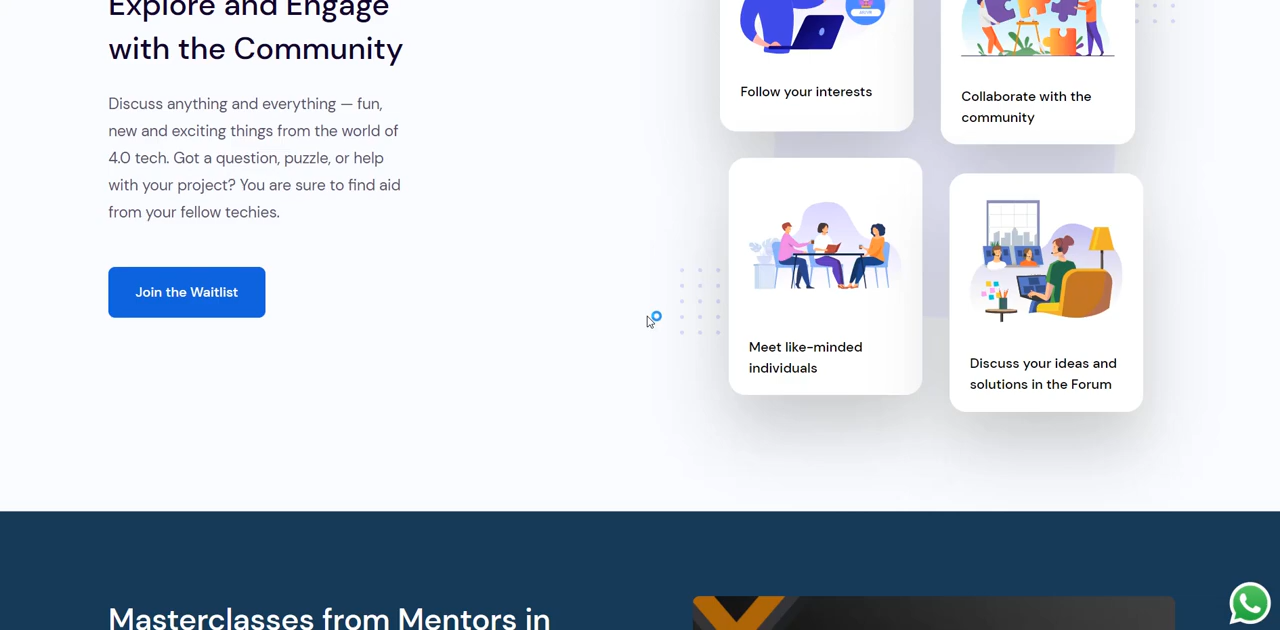 Explore and Engage
with the Community
Discuss anything and everything — fun,
new and exciting things from the world of
4.0 tech. Got a question, puzzle, or help
with your project? You are sure to find aid
from your fellow techies.
Join the Waitlist
Follow your interests
Collaborate with the
community
Meet like-minded
individuals
Discuss your ideas and
solutions in the Forum
Masterclasses from Mentors in